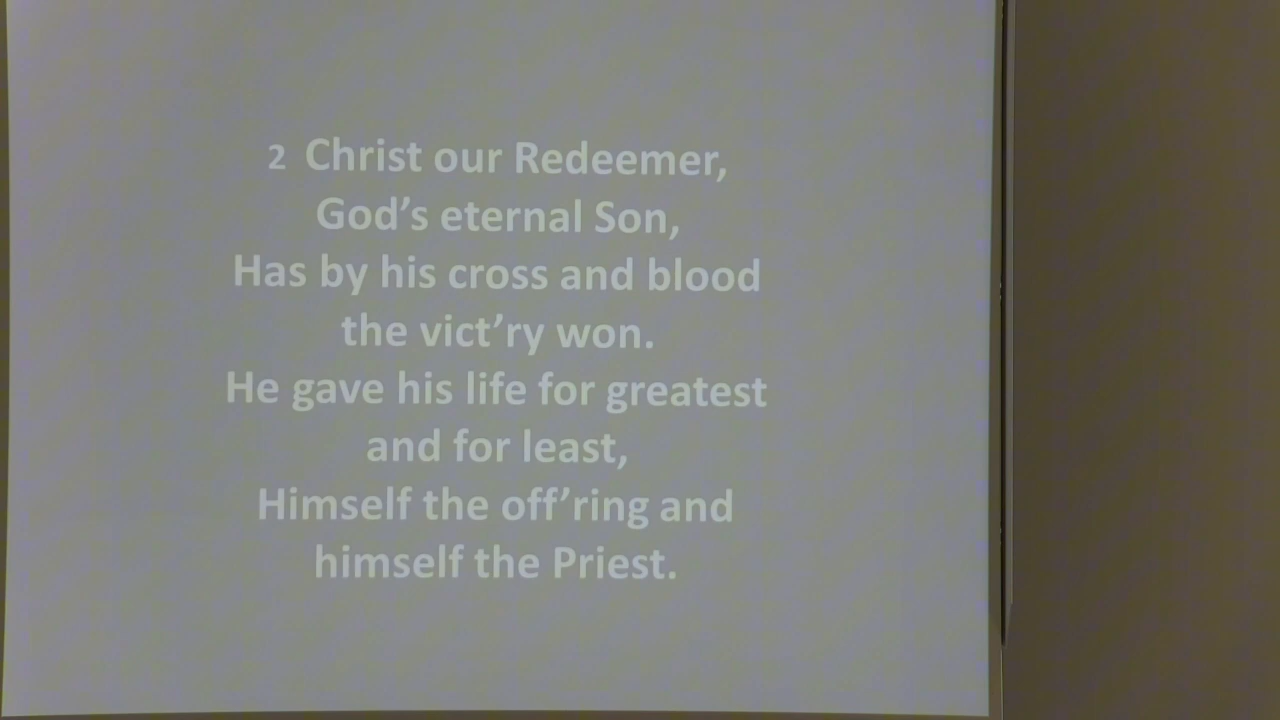 2 Christ our Redeemer,
God’s eternal Son,
Has by his cross and blood
the vict’ry won.
He gave his life for greatest
and for least,
Himself the off’ring and
himself the Priest.